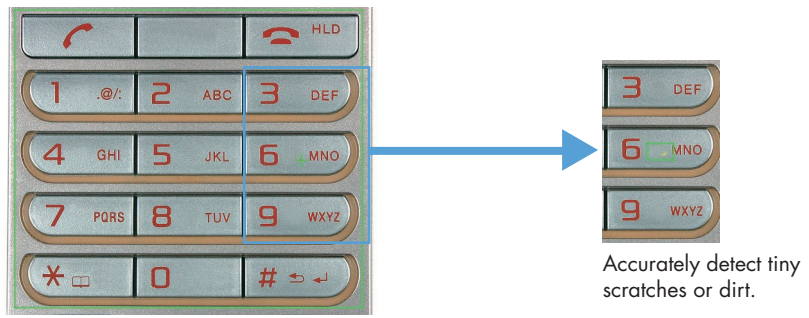 HLD
1 .@/: 2 ABC 3 DEF
4 GHI 5 JKL 6 MNO
7 PQRS 8 TUV 9 WXYZ
* 0 #
3 DEF
6 MNO
9 WXYZ
Accurately detect tiny
scratches or dirt.